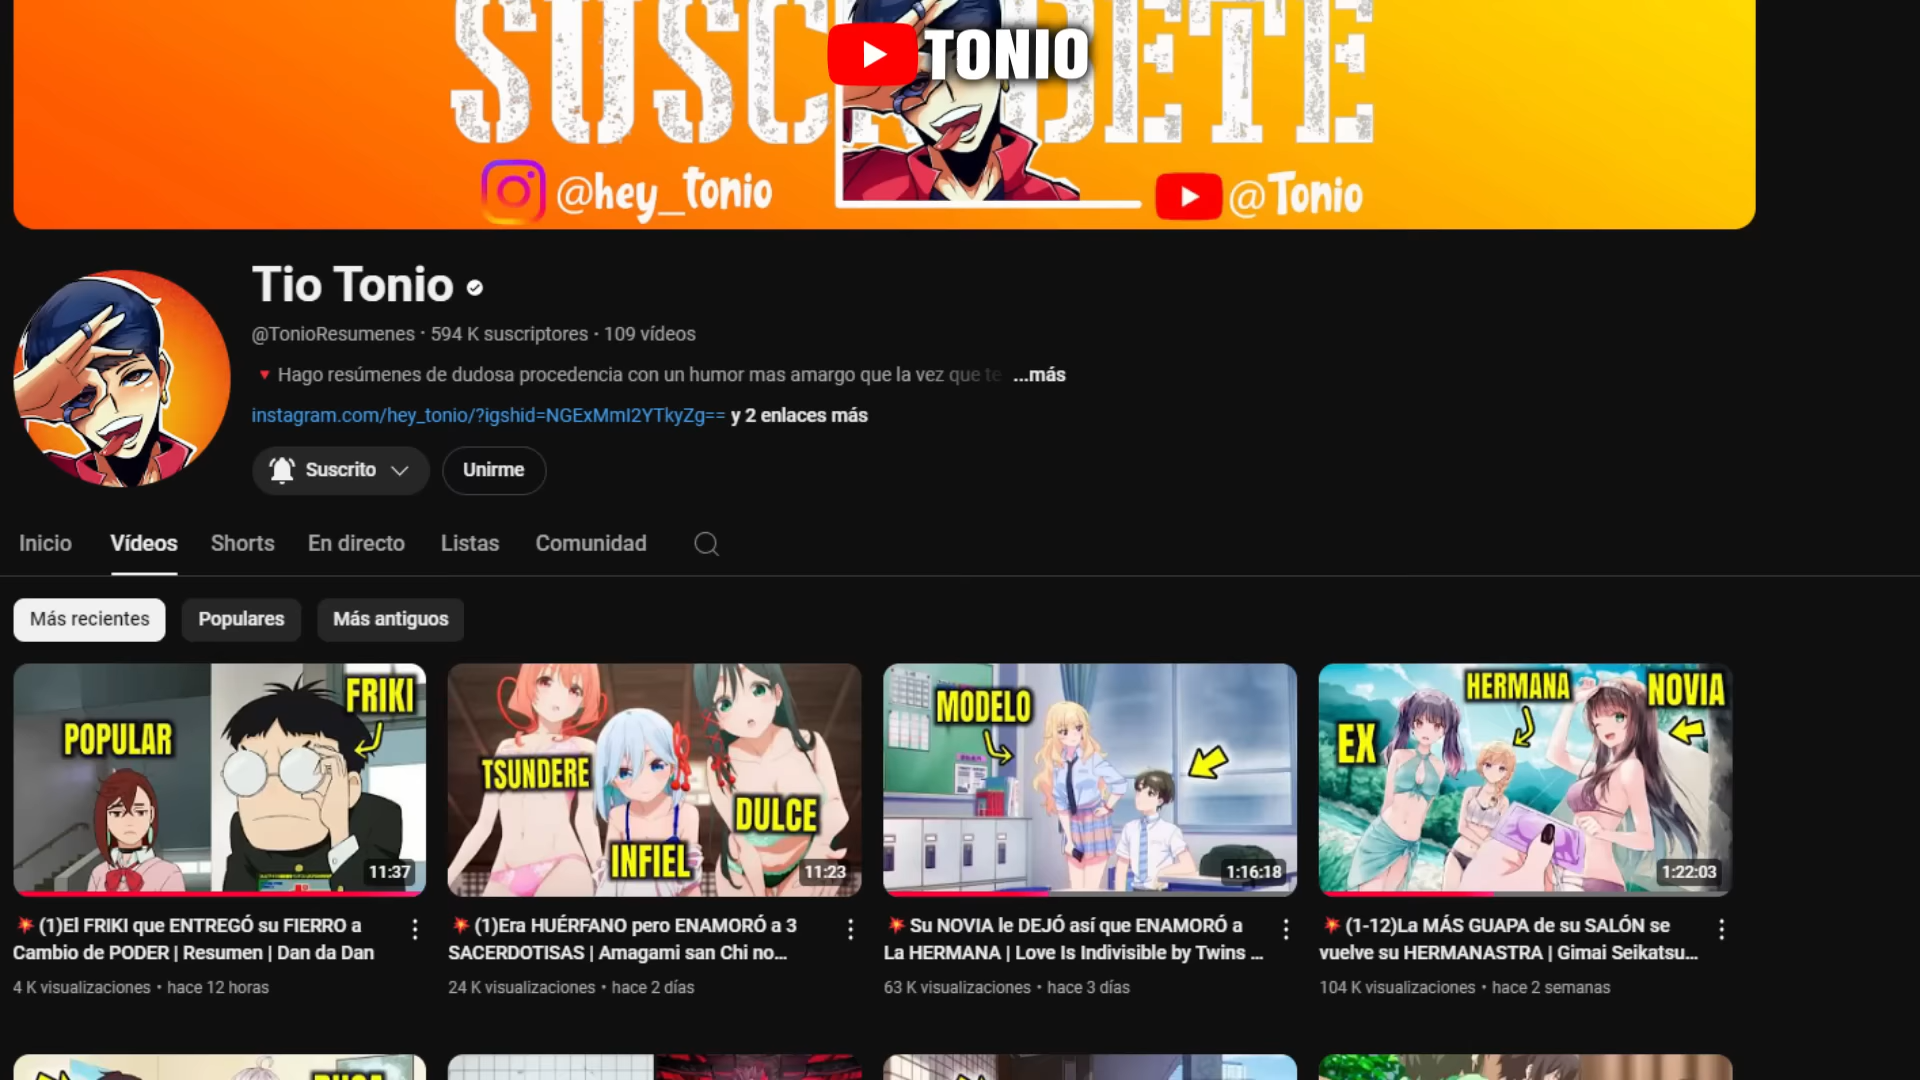 SUSCRÍBETE
TONIO
@hey_tonio
@Tonio
Tio Tonio
@TonioResumenes · 594 K suscriptores · 109 vídeos
🔻 Hago resúmenes de dudosa procedencia con un humor mas amargo que la vez que te ...más
instagram.com/hey_tonio/?igshid=NGExMmI2YTkyZg== y 2 enlaces más
Suscrito
Unirme
Inicio Vídeos Shorts En directo Listas Comunidad
Más recientes Populares Más antiguos
POPULAR
FRIKI
11:37
TSUNDERE
INFIEL
DULCE
11:23
MODELO
1:16:18
EX
HERMANA
NOVIA
1:22:03
💥 (1)El FRIKI que ENTREGÓ su FIERRO a
Cambio de PODER | Resumen | Dan da Dan
4 K visualizaciones · hace 12 horas
💥 (1)Era HUÉRFANO pero ENAMORÓ a 3
SACERDOTISAS | Amagami san Chi no...
24 K visualizaciones · hace 2 días
💥 Su NOVIA le DEJÓ así que ENAMORÓ a
La HERMANA | Love Is Indivisible by Twins ...
63 K visualizaciones · hace 3 días
💥 (1-12)La MÁS GUAPA de su SALÓN se
vuelve su HERMANASTRA | Gimai Seikatsu...
104 K visualizaciones · hace 2 semanas